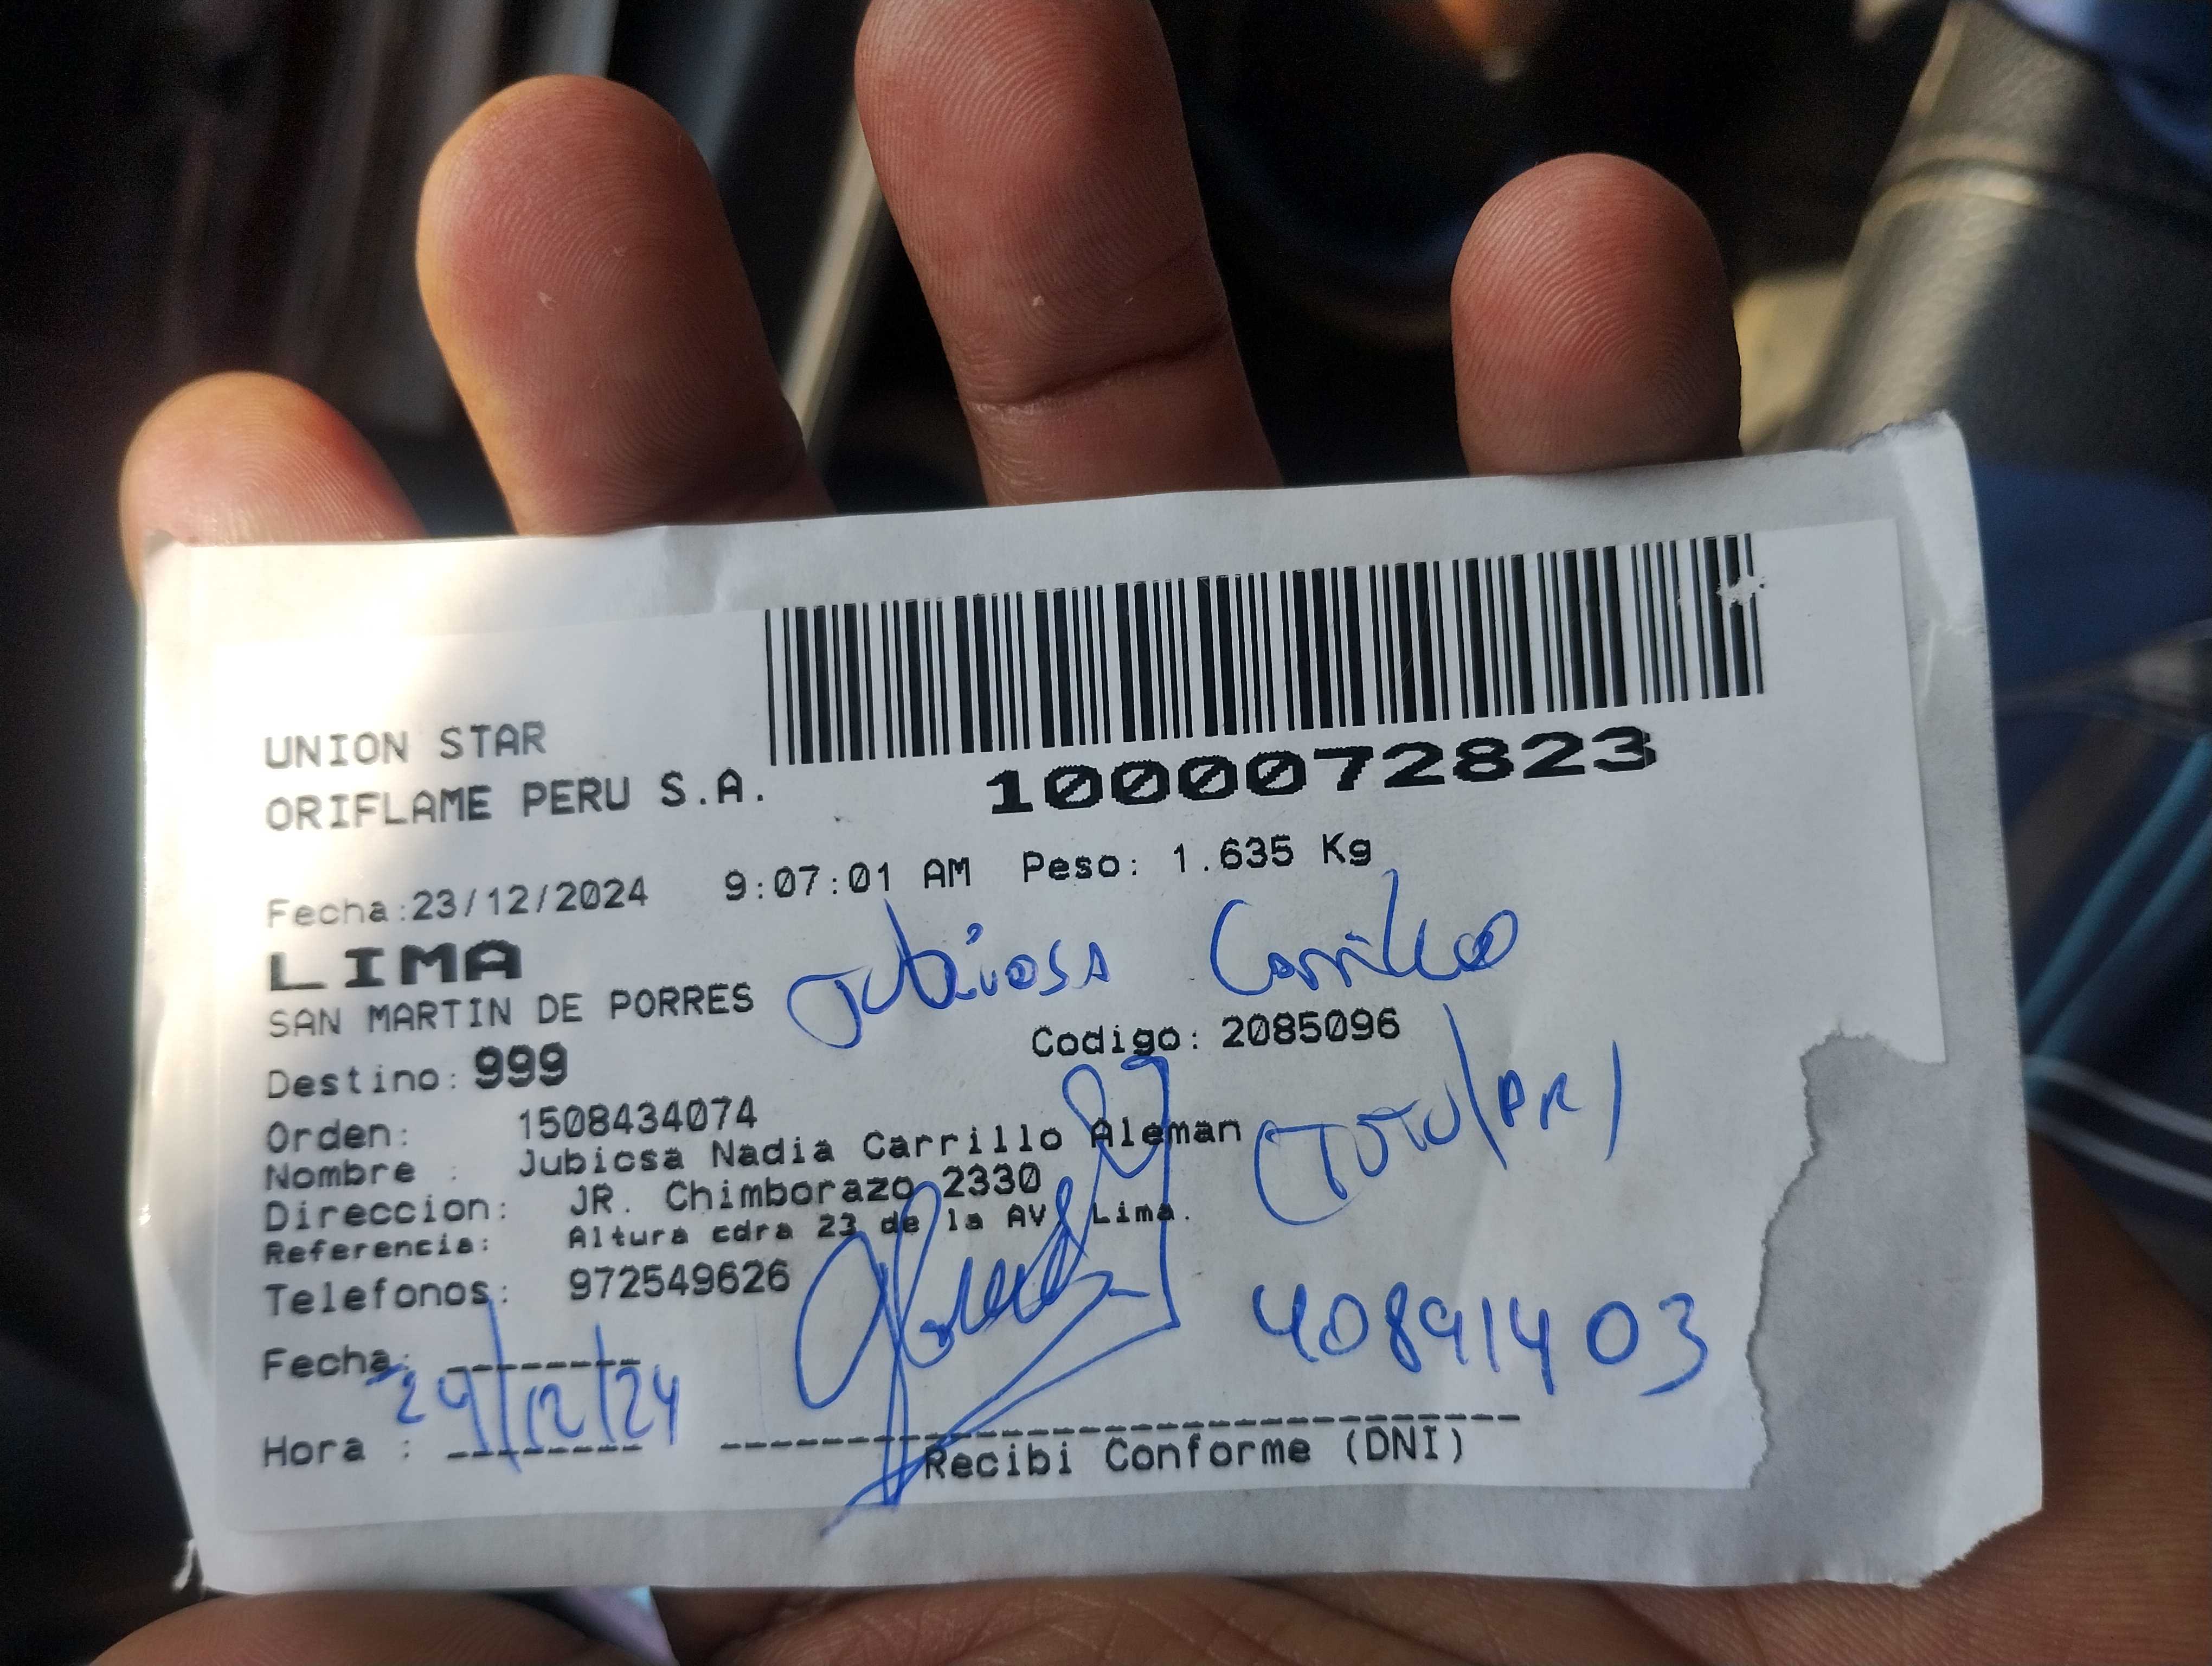 UNION STAR
ORIFLAME PERU S.A.
1000072823
Fecha:23/12/2024 9:07:01 AM Peso: 1.635 Kg
LIMA
SAN MARTIN DE PORRES
Jubicsa Carrillo
Destino: 999 Codigo: 2085096
Orden: 1508434074
Nombre : Jubicsa Nadia Carrillo Aleman
Direccion: JR. Chimborazo 2330
Referencia: Altura cdra 23 de la AV. Lima.
Telefonos: 972549626
40891403
Fecha: --------
29/12/24
Hora : --------
Recibi Conforme (DNI)